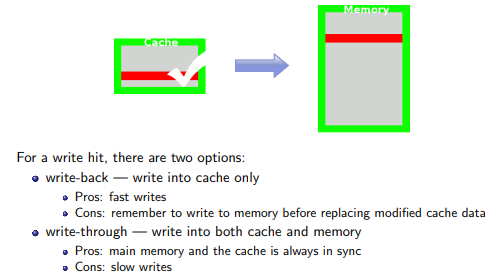 Cache
Memory
For a write hit, there are two options:
write-back — write into cache only
Pros: fast writes
Cons: remember to write to memory before replacing modified cache data
write-through — write into both cache and memory
Pros: main memory and the cache is always in sync
Cons: slow writes